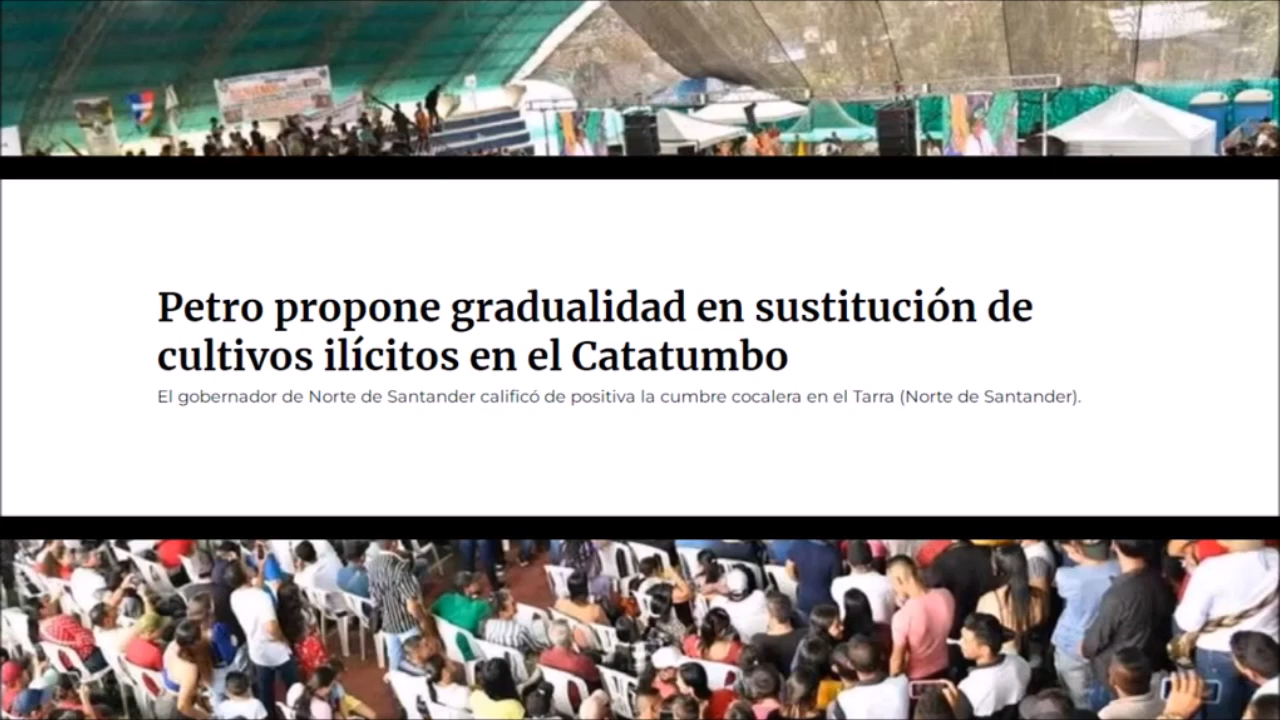 Petro propone gradualidad en sustitución de
cultivos ilícitos en el Catatumbo
El gobernador de Norte de Santander calificó de positiva la cumbre cocalera en el Tarra (Norte de Santander).